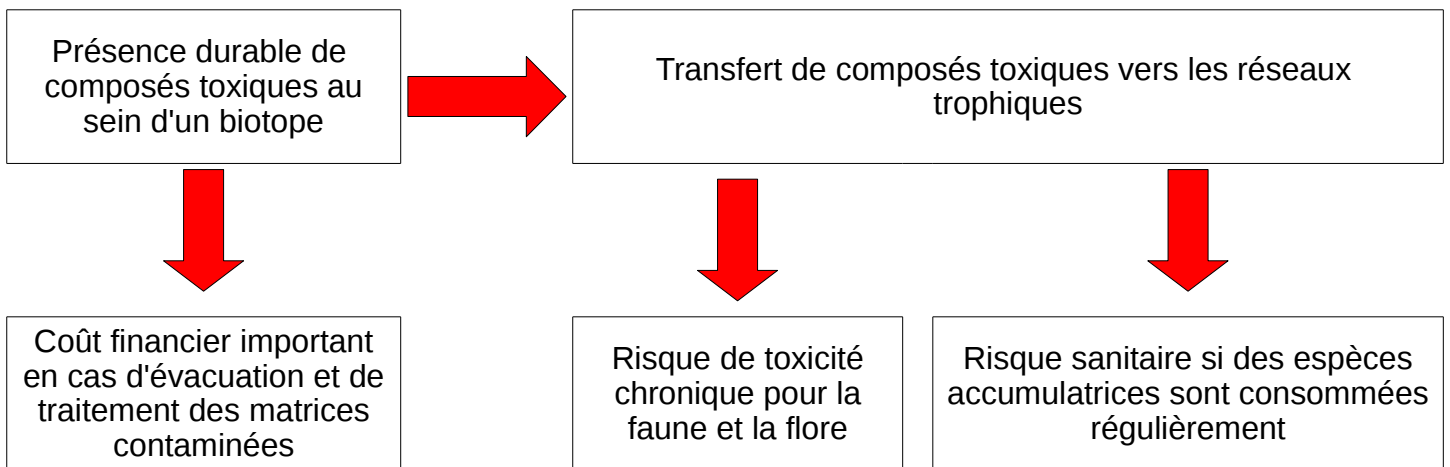 Présence durable de
composés toxiques au
sein d'un biotope
Transfert de composés toxiques vers les réseaux
trophiques
Coût financier important
en cas d'évacuation et de
traitement des matrices
contaminées
Risque de toxicité
chronique pour la
faune et la flore
Risque sanitaire si des espèces
accumulatrices sont consommées
régulièrement